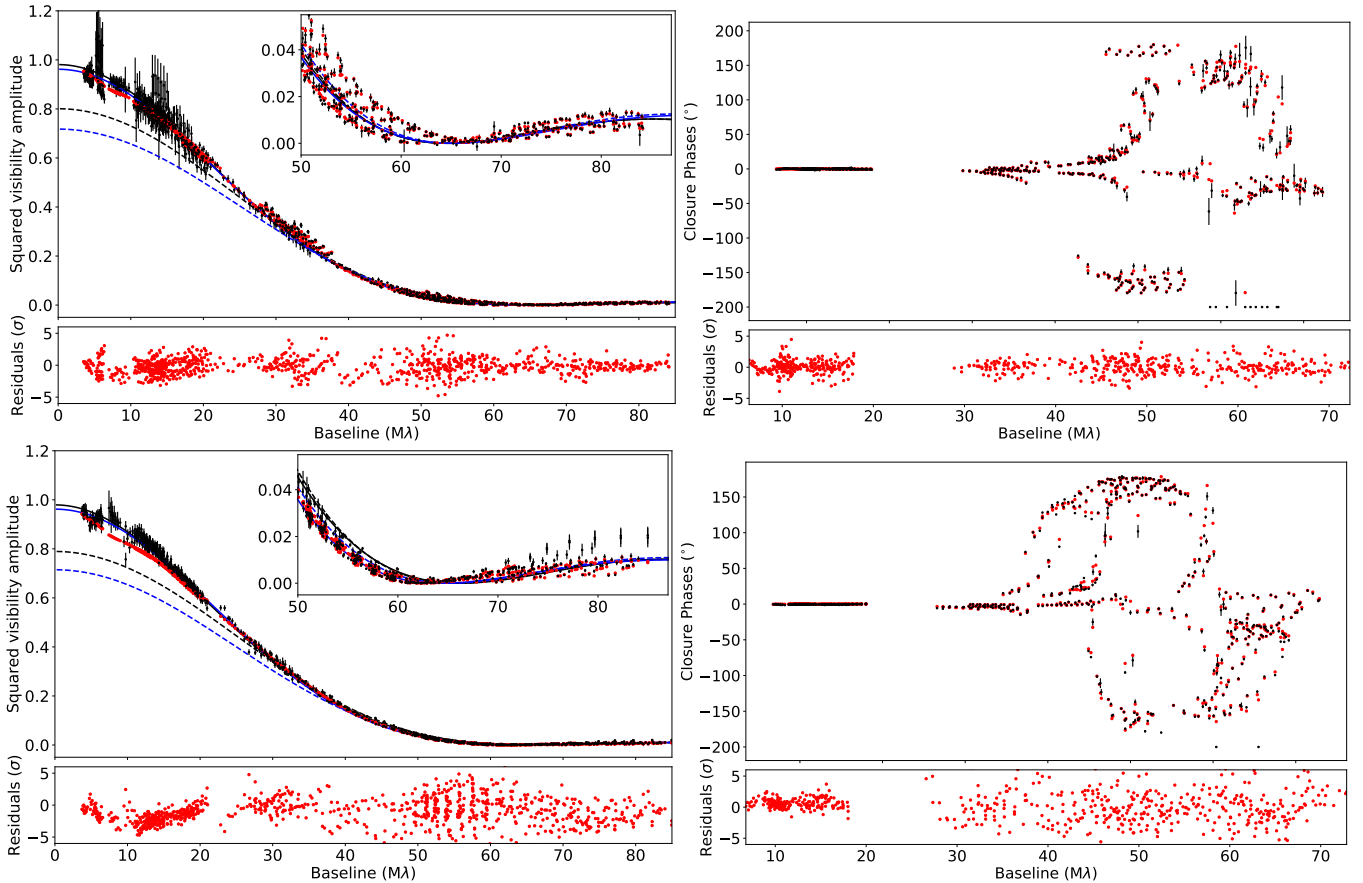 Squared visibility amplitude
1.2
1.0
0.8
0.6
0.4
0.2
0.0
0.04
0.02
0.00
50 60 70 80
Residuals (σ)
5
0
−5
0 10 20 30 40 50 60 70 80
Baseline (Mλ)
Closure Phases (°)
200
150
100
50
0
−50
−100
−150
−200
Residuals (σ)
5
0
−5
10 20 30 40 50 60 70
Baseline (Mλ)
Squared visibility amplitude
1.2
1.0
0.8
0.6
0.4
0.2
0.0
0.04
0.02
0.00
50 60 70 80
Residuals (σ)
5
0
−5
0 10 20 30 40 50 60 70 80
Baseline (Mλ)
Closure Phases (°)
150
100
50
0
−50
−100
−150
−200
Residuals (σ)
5
0
−5
10 20 30 40 50 60 70
Baseline (Mλ)